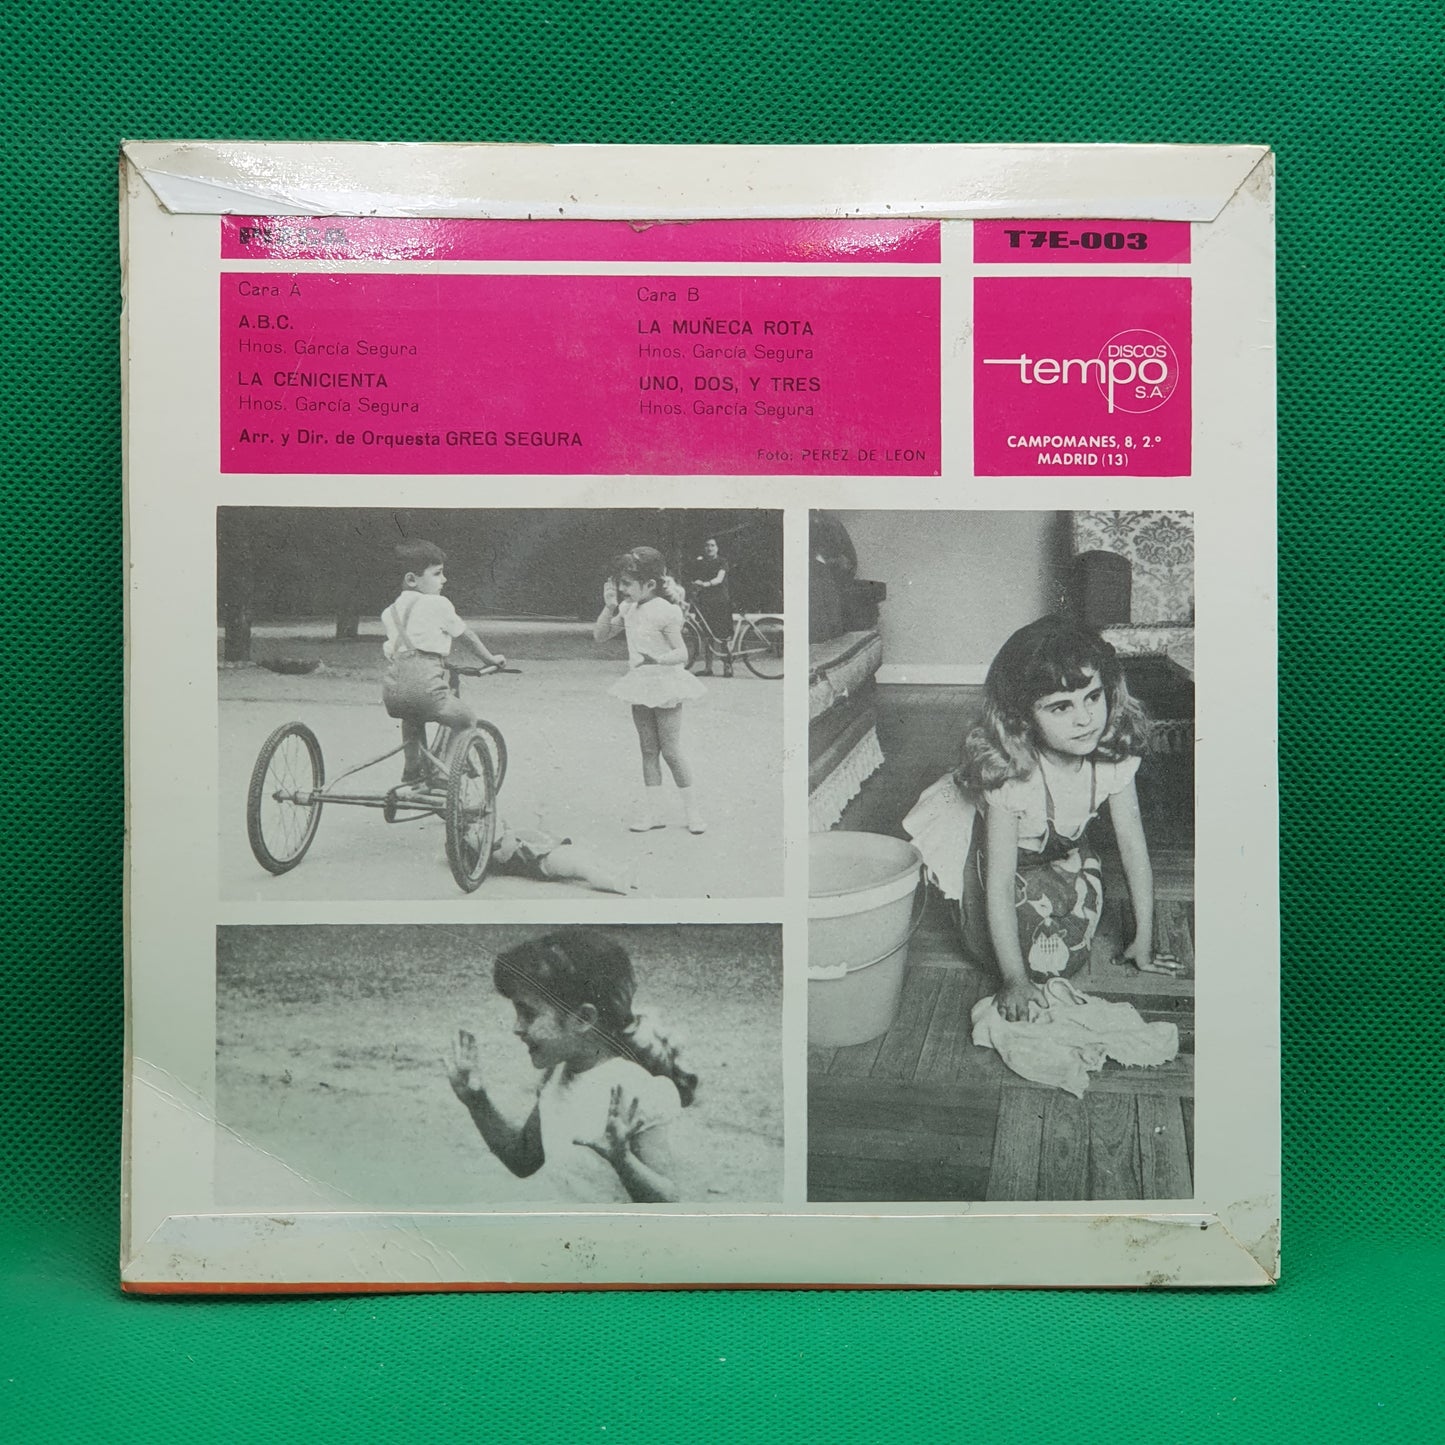 T7E-003
Cara A
A.B.C.
Hnos. García Segura
LA CENICIENTA
Hnos. García Segura
Arr. y Dir. de Orquesta GREG SEGURA
Cara B
LA MUÑECA ROTA
Hnos. García Segura
UNO, DOS, Y TRES
Hnos. García Segura
Foto: PEREZ DE LEON
DISCOS
tempo
S.A.
CAMPOMANES, 8, 2.º
MADRID (13)